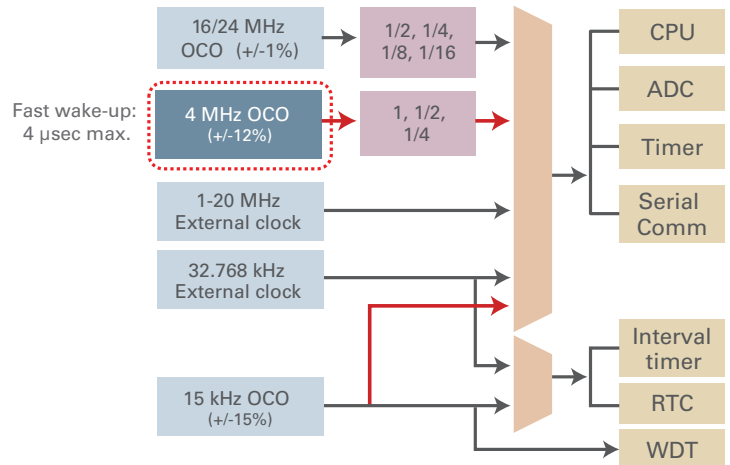 16/24 MHz
OCO (+/-1%)
1/2, 1/4,
1/8, 1/16
CPU
ADC
Fast wake-up:
4 µsec max.
4 MHz OCO
(+/-12%)
1, 1/2,
1/4
Timer
1-20 MHz
External clock
Serial
Comm
32.768 kHz
External clock
Interval
timer
15 kHz OCO
(+/-15%)
RTC
WDT